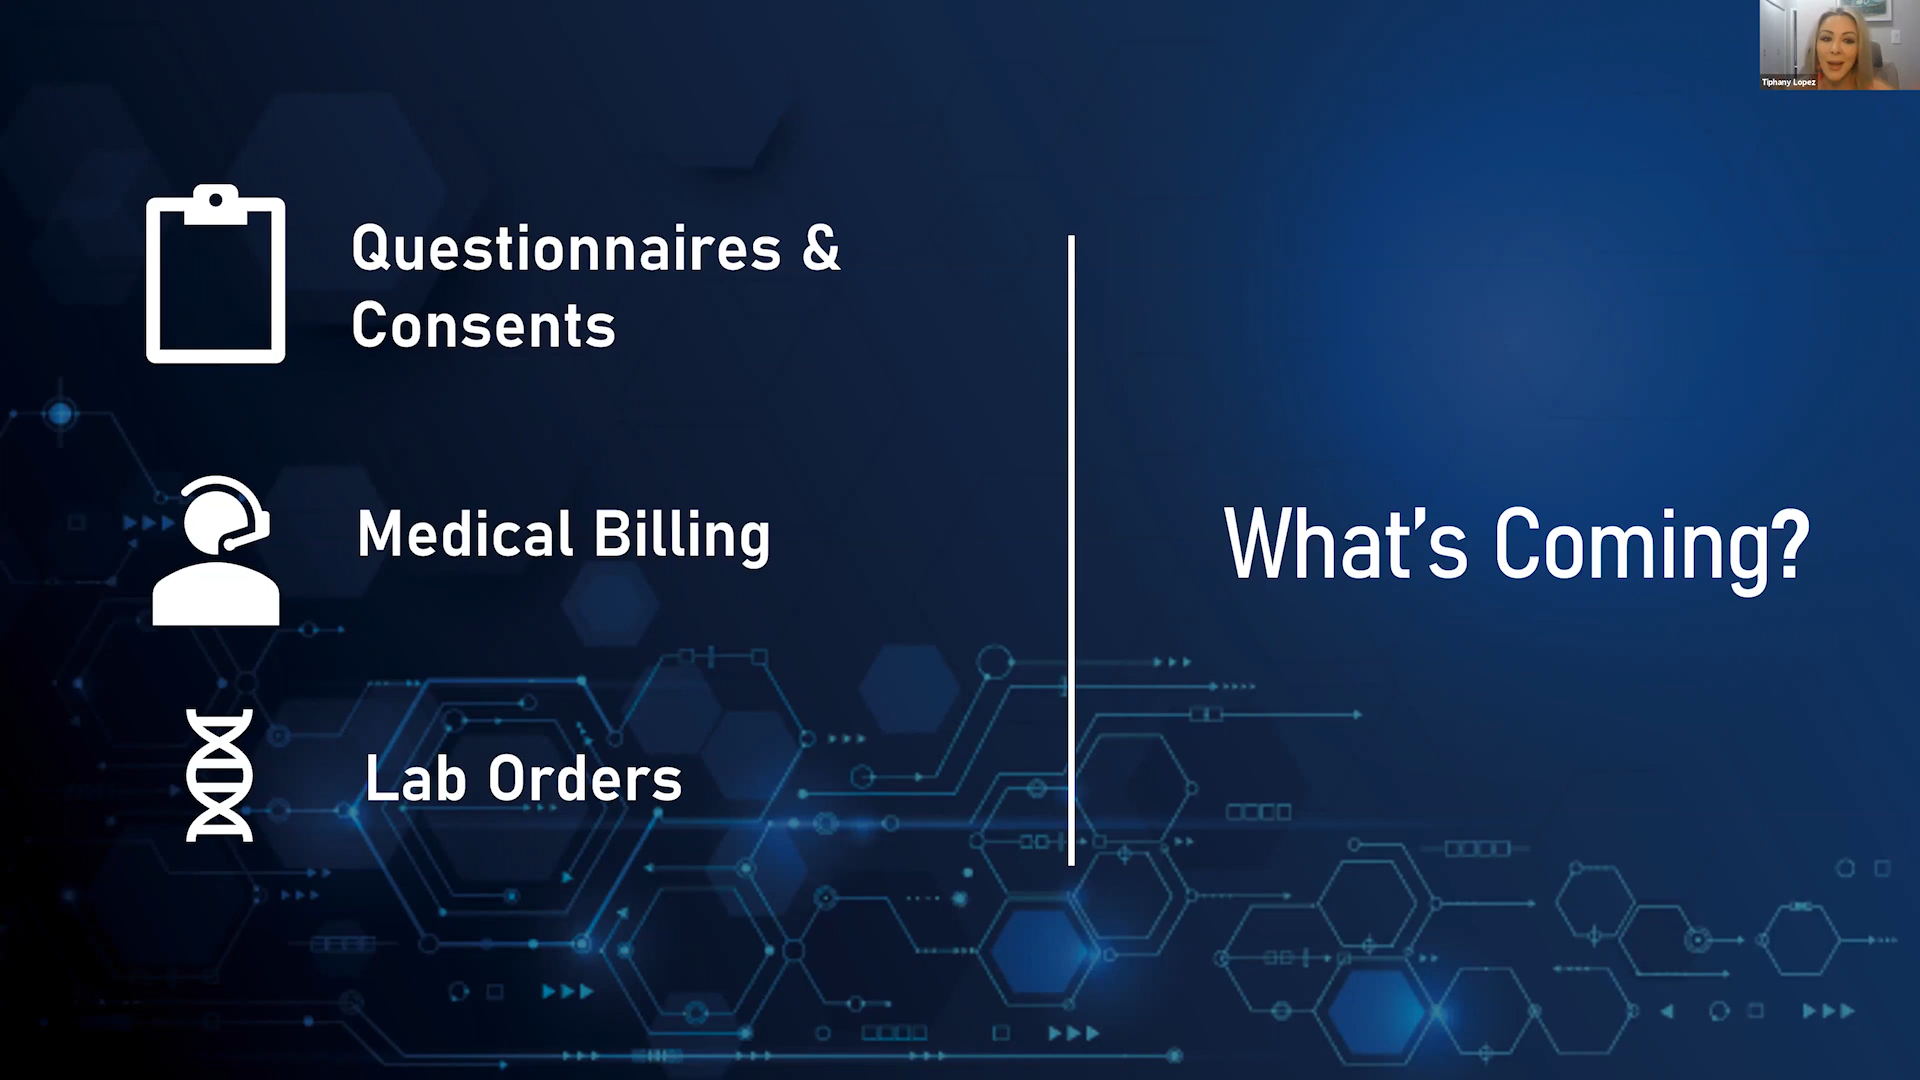 Tiphany Lopez
Questionnaires &
Consents
Medical Billing
Lab Orders
What's Coming?